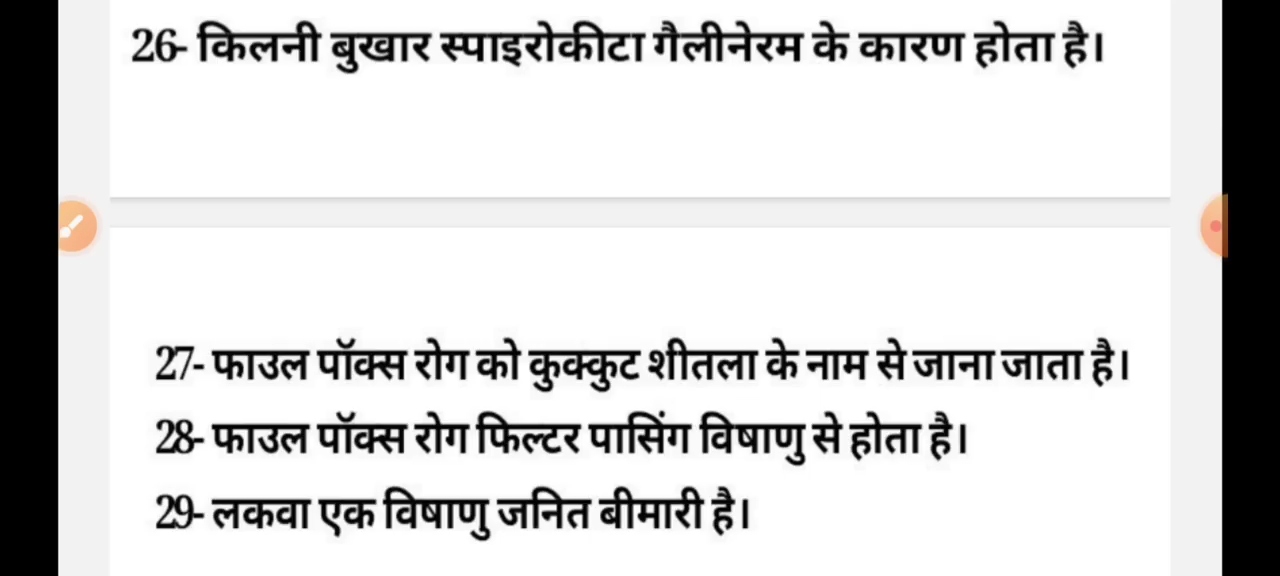 26- किलनी बुखार स्पाइरोकीटा गैलीनेरम के कारण होता है।
27- फाउल पॉक्स रोग को कुक्कुट शीतला के नाम से जाना जाता है।
28- फाउल पॉक्स रोग फिल्टर पासिंग विषाणु से होता है।
29- लकवा एक विषाणु जनित बीमारी है।